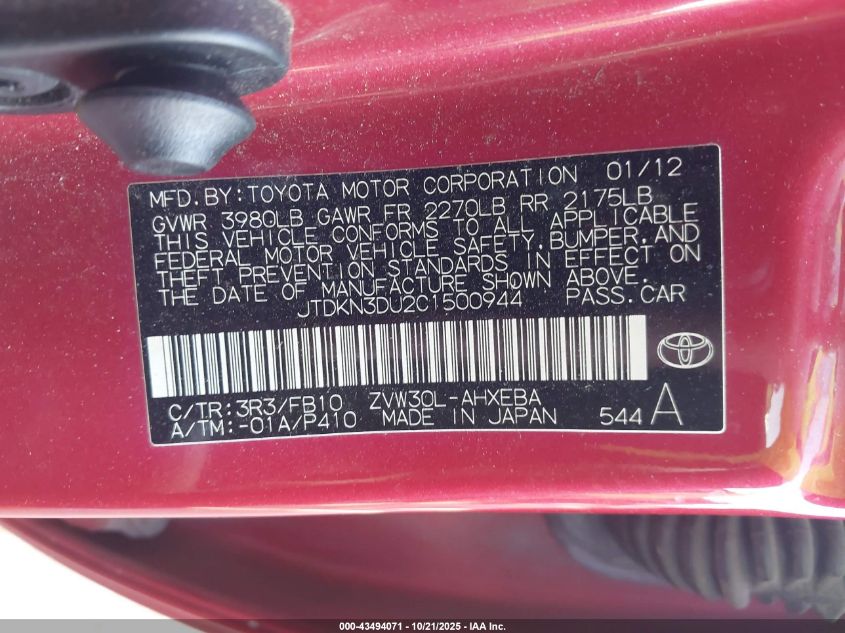 MFD.BY:TOYOTA MOTOR CORPORATION 01/12
GVWR 3980LB GAWR FR 2270LB RR 2175LB
THIS VEHICLE CONFORMS TO ALL APPLICABLE
FEDERAL MOTOR VEHICLE SAFETY,BUMPER,AND
THEFT PREVENTION STANDARDS IN EFFECT ON
THE DATE OF MANUFACTURE SHOWN ABOVE.
JTDKN3DU2C1500944 PASS.CAR
C/TR:3R3/FB10 ZVW30L-AHXEBA
A/TM:-01A/P410 MADE IN JAPAN 544 A
000-43494071 - 10/21/2025 - IAA Inc.